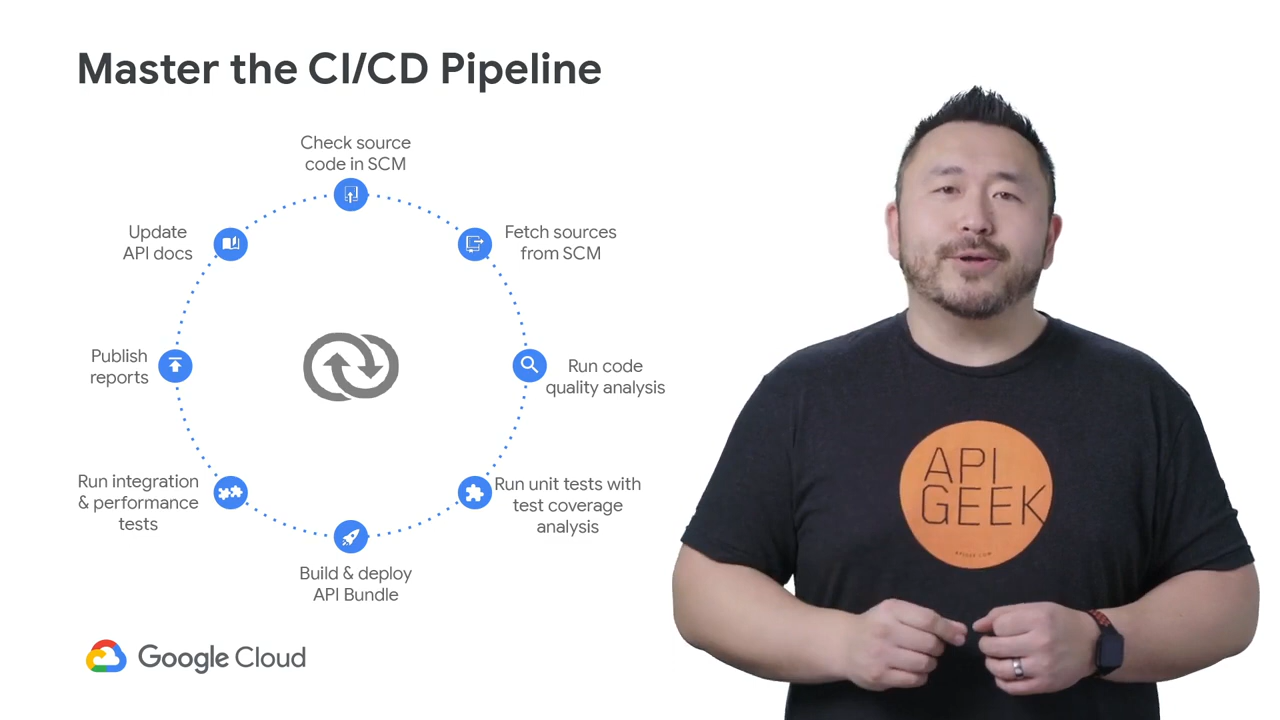 Master the CI/CD Pipeline
Check source
code in SCM
Fetch sources
from SCM
Run code
quality analysis
Run unit tests with
test coverage
analysis
Build & deploy
API Bundle
Run integration
& performance
tests
Publish
reports
Update
API docs
Google Cloud
API
GEEK